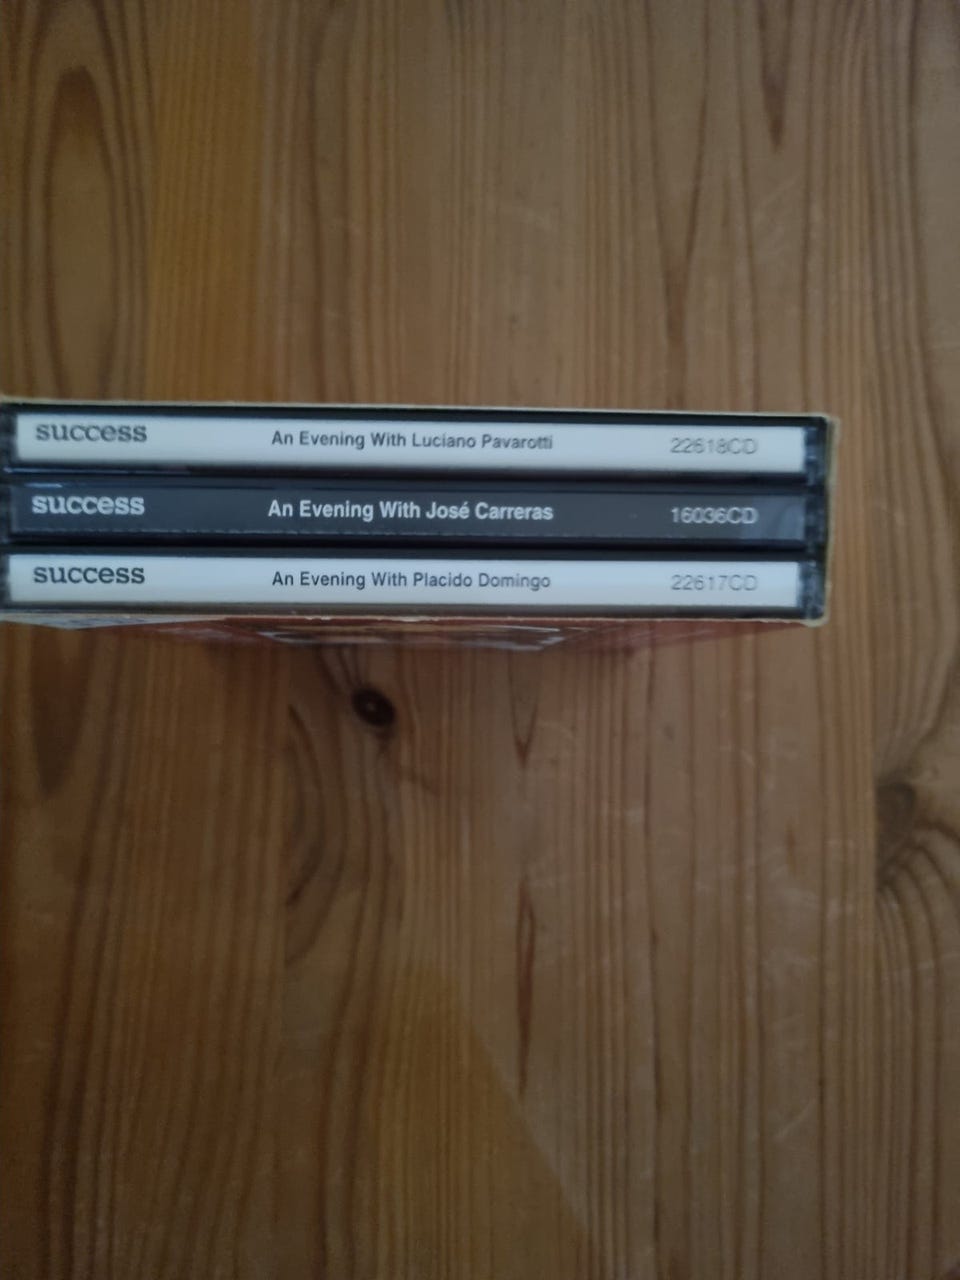 success An Evening With Luciano Pavarotti 22618CD
success An Evening With José Carreras 16036CD
success An Evening With Placido Domingo 22617CD